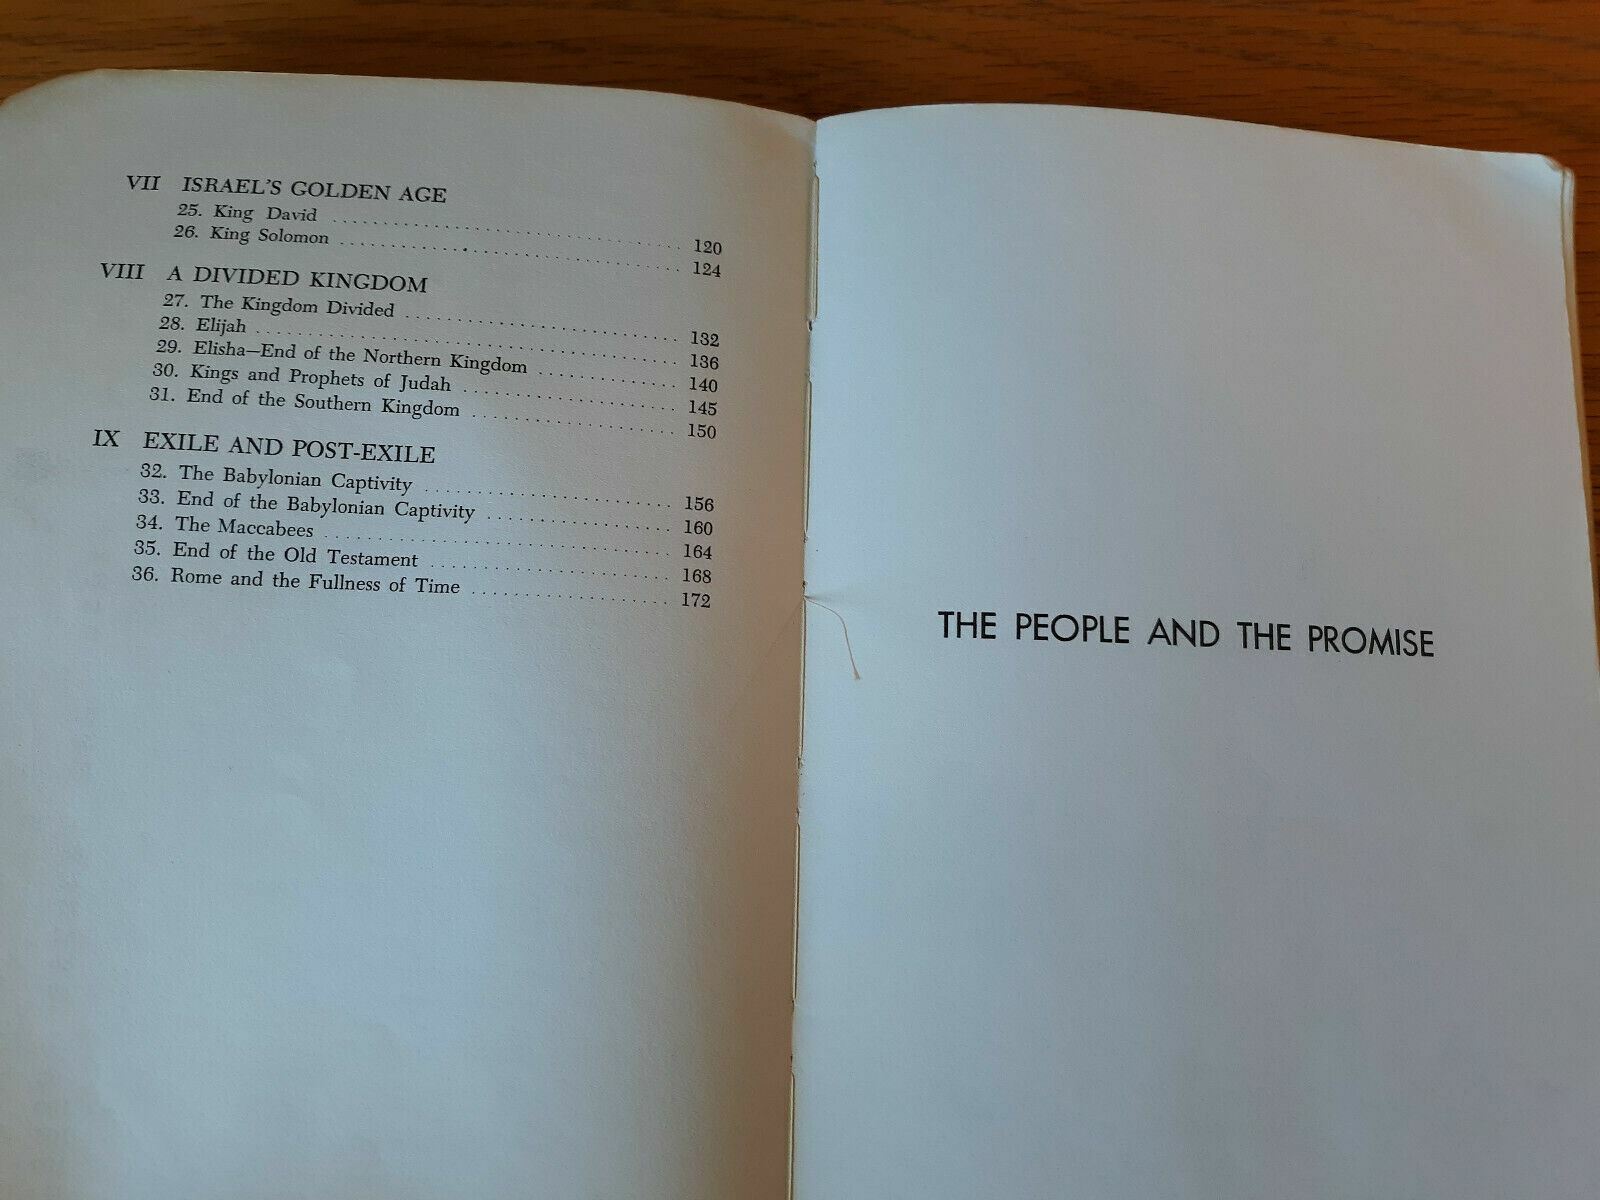 VII ISRAEL'S GOLDEN AGE
25. King David .......... 120
26. King Solomon .......... 124
VIII A DIVIDED KINGDOM
27. The Kingdom Divided .......... 132
28. Elijah .......... 136
29. Elisha—End of the Northern Kingdom .......... 140
30. Kings and Prophets of Judah .......... 145
31. End of the Southern Kingdom .......... 150
IX EXILE AND POST-EXILE
32. The Babylonian Captivity .......... 156
33. End of the Babylonian Captivity .......... 160
34. The Maccabees .......... 164
35. End of the Old Testament .......... 168
36. Rome and the Fullness of Time .......... 172
THE PEOPLE AND THE PROMISE